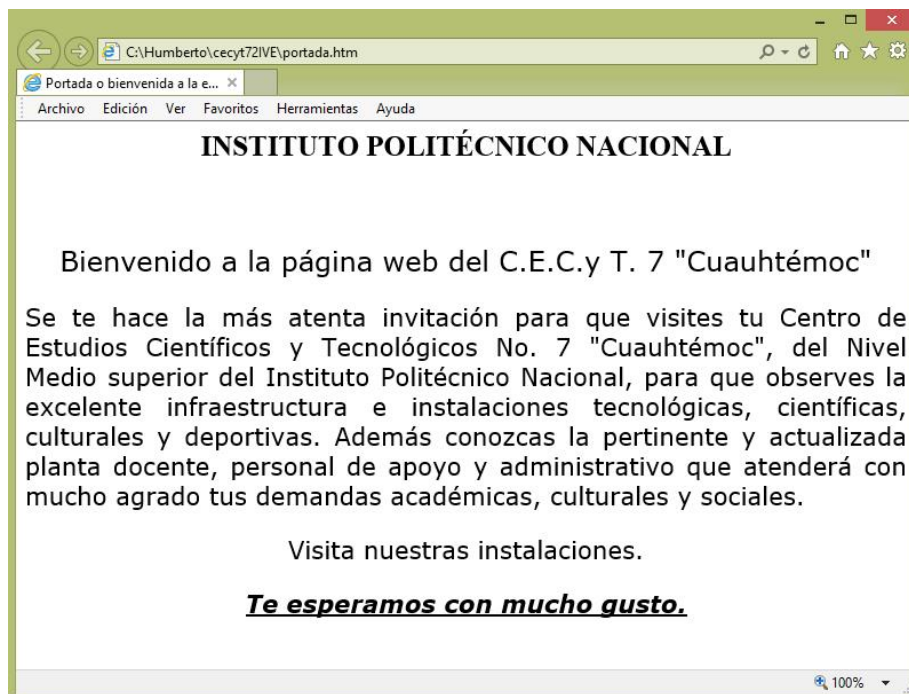 C:\Humberto\cecyt72IVE\portada.htm
Portada o bienvenida a la e...
Archivo Edición Ver Favoritos Herramientas Ayuda
INSTITUTO POLITÉCNICO NACIONAL
Bienvenido a la página web del C.E.C.y T. 7 "Cuauhtémoc"
Se te hace la más atenta invitación para que visites tu Centro de
Estudios Científicos y Tecnológicos No. 7 "Cuauhtémoc", del Nivel
Medio superior del Instituto Politécnico Nacional, para que observes la
excelente infraestructura e instalaciones tecnológicas, científicas,
culturales y deportivas. Además conozcas la pertinente y actualizada
planta docente, personal de apoyo y administrativo que atenderá con
mucho agrado tus demandas académicas, culturales y sociales.
Visita nuestras instalaciones.
Te esperamos con mucho gusto.
100%